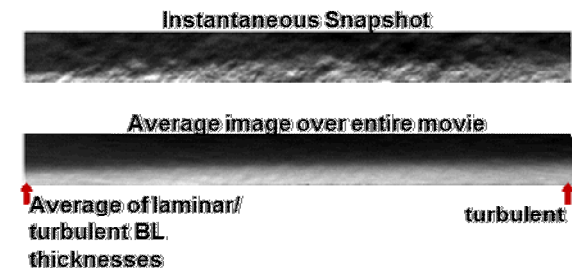 Instantaneous Snapshot
Average image over entire movie
Average of laminar/
turbulent BL
thicknesses
turbulent